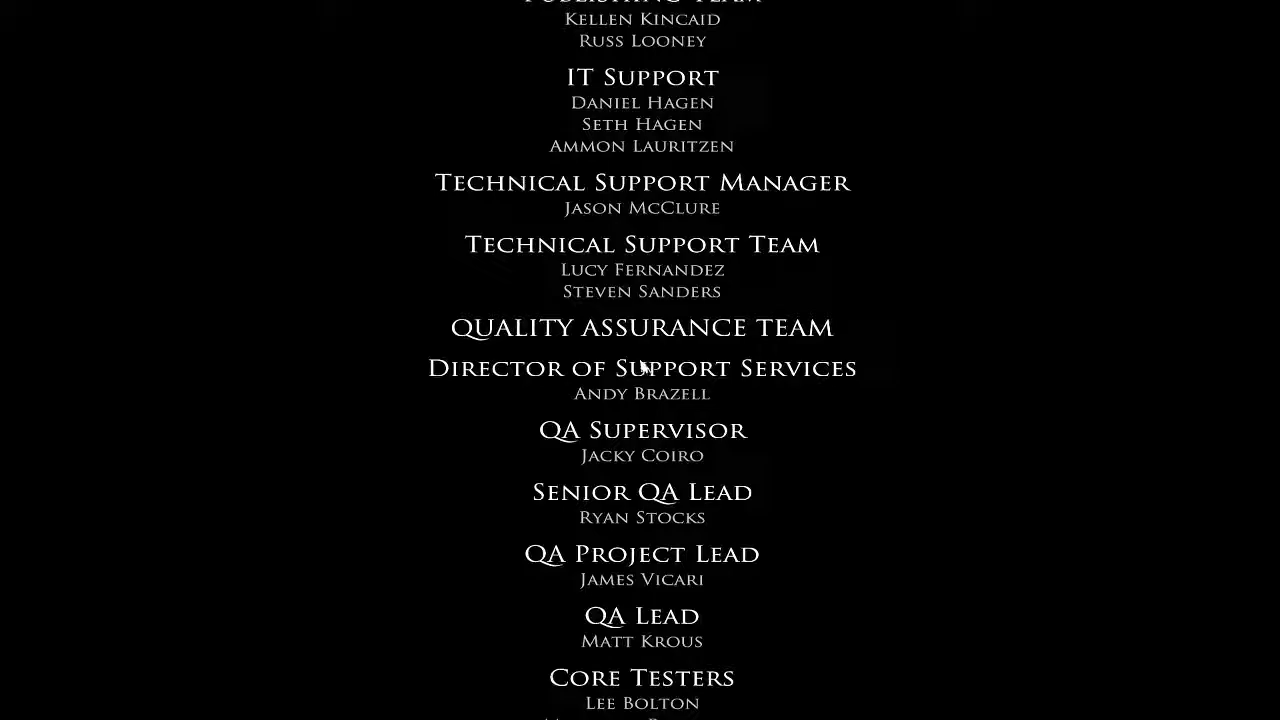 Publishing Team
Kellen Kincaid
Russ Looney
IT Support
Daniel Hagen
Seth Hagen
Ammon Lauritzen
Technical Support Manager
Jason McClure
Technical Support Team
Lucy Fernandez
Steven Sanders
QUALITY ASSURANCE TEAM
Director of Support Services
Andy Brazell
QA Supervisor
Jacky Coiro
Senior QA Lead
Ryan Stocks
QA Project Lead
James Vicari
QA Lead
Matt Krous
Core Testers
Lee Bolton